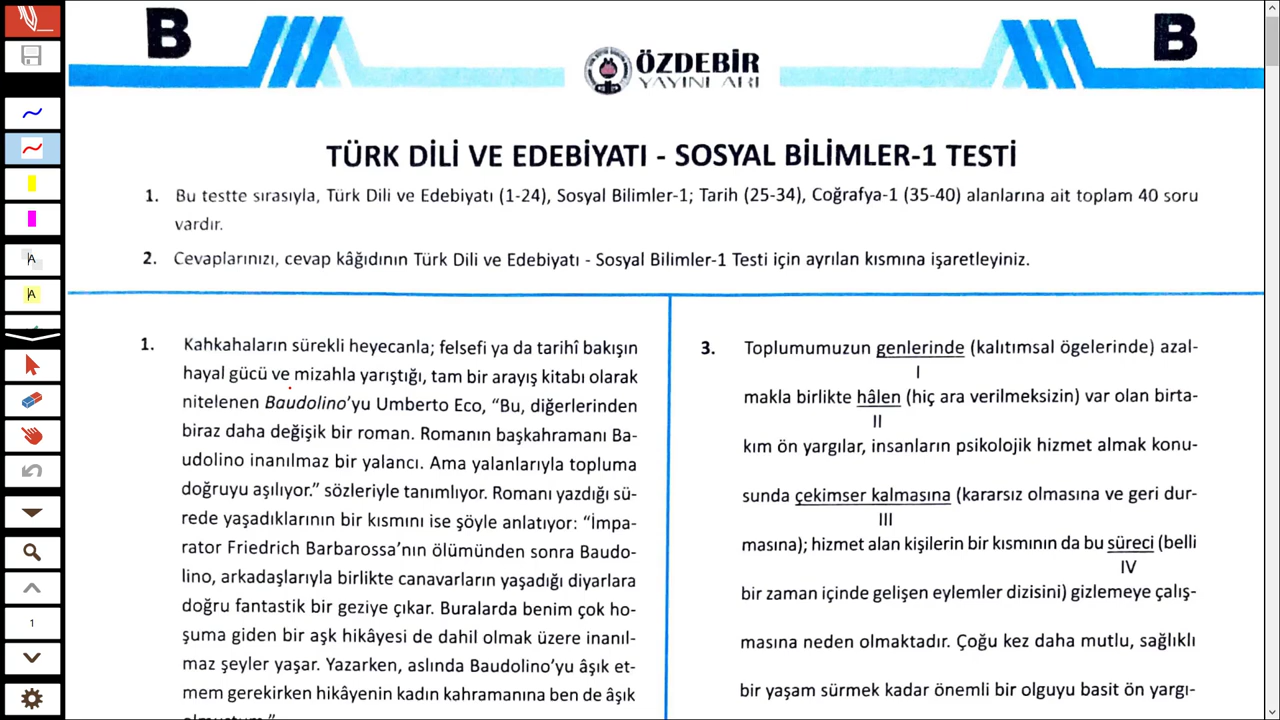 B
B
ÖZDEBİR
YAYINLARI
TÜRK DİLİ VE EDEBİYATI - SOSYAL BİLİMLER-1 TESTİ
1. Bu testte sırasıyla, Türk Dili ve Edebiyatı (1-24), Sosyal Bilimler-1; Tarih (25-34), Coğrafya-1 (35-40) alanlarına ait toplam 40 soru
vardır.
2. Cevaplarınızı, cevap kâğıdının Türk Dili ve Edebiyatı - Sosyal Bilimler-1 Testi için ayrılan kısmına işaretleyiniz.
1. Kahkahaların sürekli heyecanla; felsefi ya da tarihî bakışın
hayal gücü ve mizahla yarıştığı, tam bir arayış kitabı olarak
nitelenen Baudolino'yu Umberto Eco, “Bu, diğerlerinden
biraz daha değişik bir roman. Romanın başkahramanı Ba-
udolino inanılmaz bir yalancı. Ama yalanlarıyla topluma
doğruyu aşılıyor.” sözleriyle tanımlıyor. Romanı yazdığı sü-
rede yaşadıklarının bir kısmını ise şöyle anlatıyor: “İmpa-
rator Friedrich Barbarossa'nın ölümünden sonra Baudo-
lino, arkadaşlarıyla birlikte canavarların yaşadığı diyarlara
doğru fantastik bir geziye çıkar. Buralarda benim çok ho-
şuma giden bir aşk hikâyesi de dahil olmak üzere inanıl-
maz şeyler yaşar. Yazarken, aslında Baudolino'yu âşık et-
mem gerekirken hikâyenin kadın kahramanına ben de âşık
olmuştum.”
3. Toplumumuzun genlerinde (kalıtımsal ögelerinde) azal-
I
makla birlikte hâlen (hiç ara verilmeksizin) var olan birta-
II
kım ön yargılar, insanların psikolojik hizmet almak konu-
sunda çekimser kalmasına (kararsız olmasına ve geri dur-
III
masına); hizmet alan kişilerin bir kısmının da bu süreci (belli
IV
bir zaman içinde gelişen eylemler dizisini) gizlemeye çalış-
masına neden olmaktadır. Çoğu kez daha mutlu, sağlıklı
bir yaşam sürmek kadar önemli bir olguyu basit ön yargı-
A
A
1